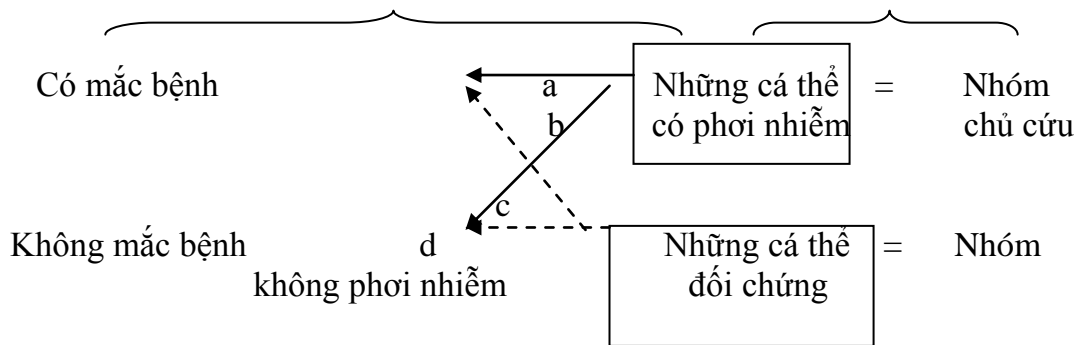 Có mắc bệnh a Những cá thể = Nhóm
b có phơi nhiễm chủ cứu
c
Không mắc bệnh d Những cá thể = Nhóm
không phơi nhiễm đối chứng